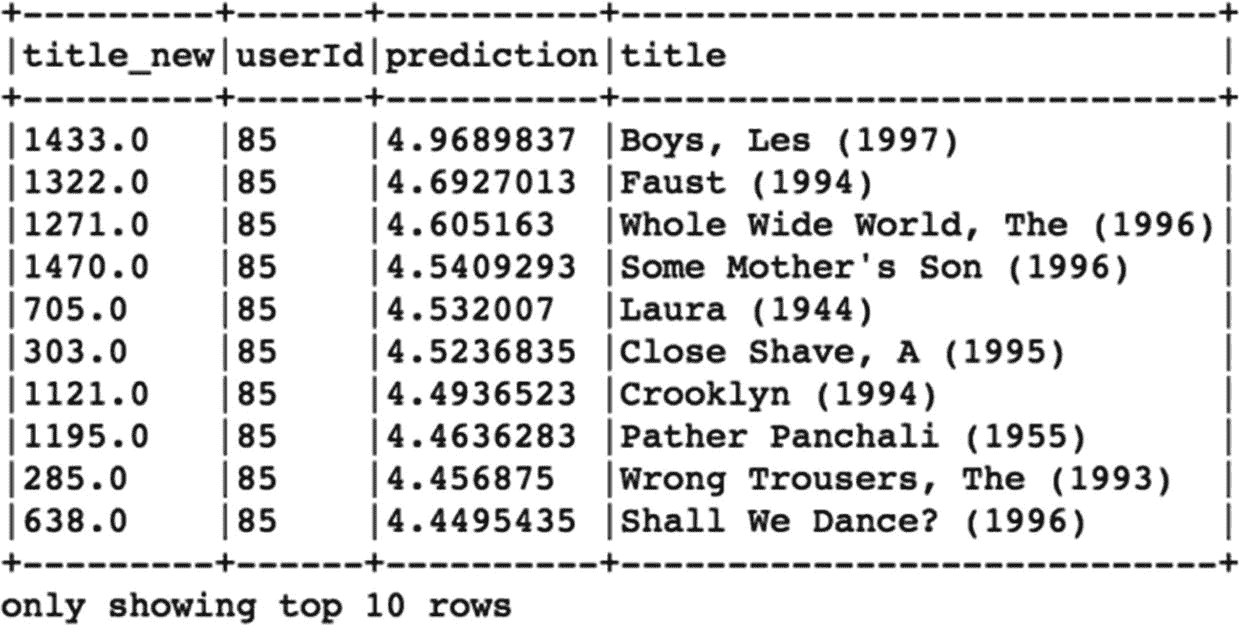 +---------+------+----------+----------------------------+
|title_new|userId|prediction|title                       |
+---------+------+----------+----------------------------+
|1433.0   |85    |4.9689837 |Boys, Les (1997)            |
|1322.0   |85    |4.6927013 |Faust (1994)                |
|1271.0   |85    |4.605163  |Whole Wide World, The (1996)|
|1470.0   |85    |4.5409293 |Some Mother's Son (1996)    |
|705.0    |85    |4.532007  |Laura (1944)                |
|303.0    |85    |4.5236835 |Close Shave, A (1995)       |
|1121.0   |85    |4.4936523 |Crooklyn (1994)             |
|1195.0   |85    |4.4636283 |Pather Panchali (1955)      |
|285.0    |85    |4.456875  |Wrong Trousers, The (1993)  |
|638.0    |85    |4.4495435 |Shall We Dance? (1996)      |
+---------+------+----------+----------------------------+
only showing top 10 rows